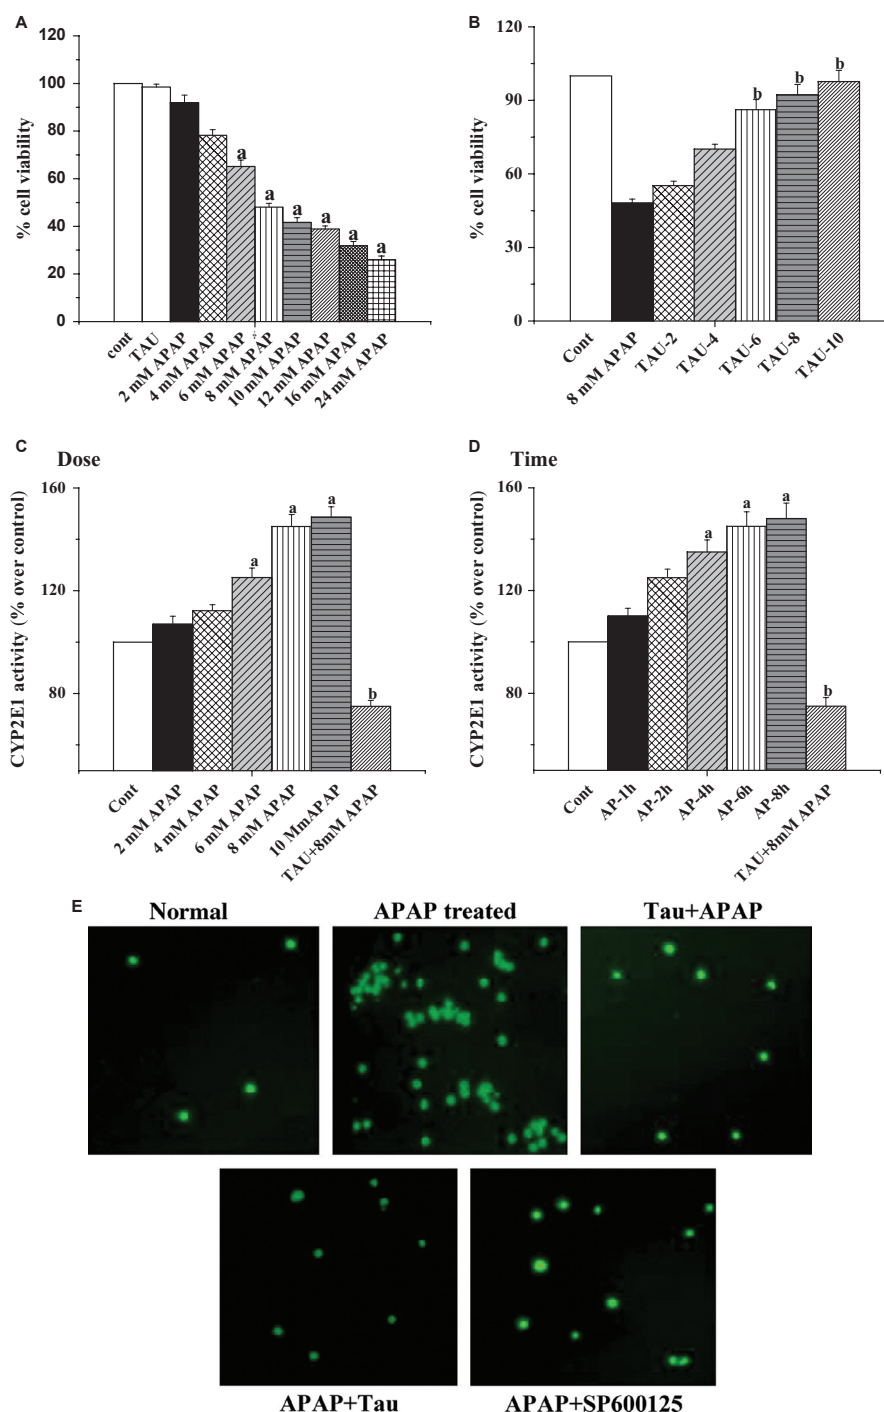 A
120
100
80
60
40
20
0
% cell viability
a
a
a
a
a
a
cont
TAU
2 mM APAP
4 mM APAP
6 mM APAP
8 mM APAP
10 mM APAP
12 mM APAP
16 mM APAP
24 mM APAP
B
120
90
60
30
0
% cell viability
b
b
b
Cont
8 mM APAP
TAU-2
TAU-4
TAU-6
TAU-8
TAU-10
C
Dose
160
120
80
CYP2E1 activity (% over control)
a
a
a
b
Cont
2 mM APAP
4 mM APAP
6 mM APAP
8 mM APAP
10 MmAPAP
TAU+8mM APAP
D
Time
160
120
80
CYP2E1 activity (% over control)
a
a
a
b
Cont
AP-1h
AP-2h
AP-4h
AP-6h
AP-8h
TAU+8mM APAP
E
Normal
APAP treated
Tau+APAP
APAP+Tau
APAP+SP600125